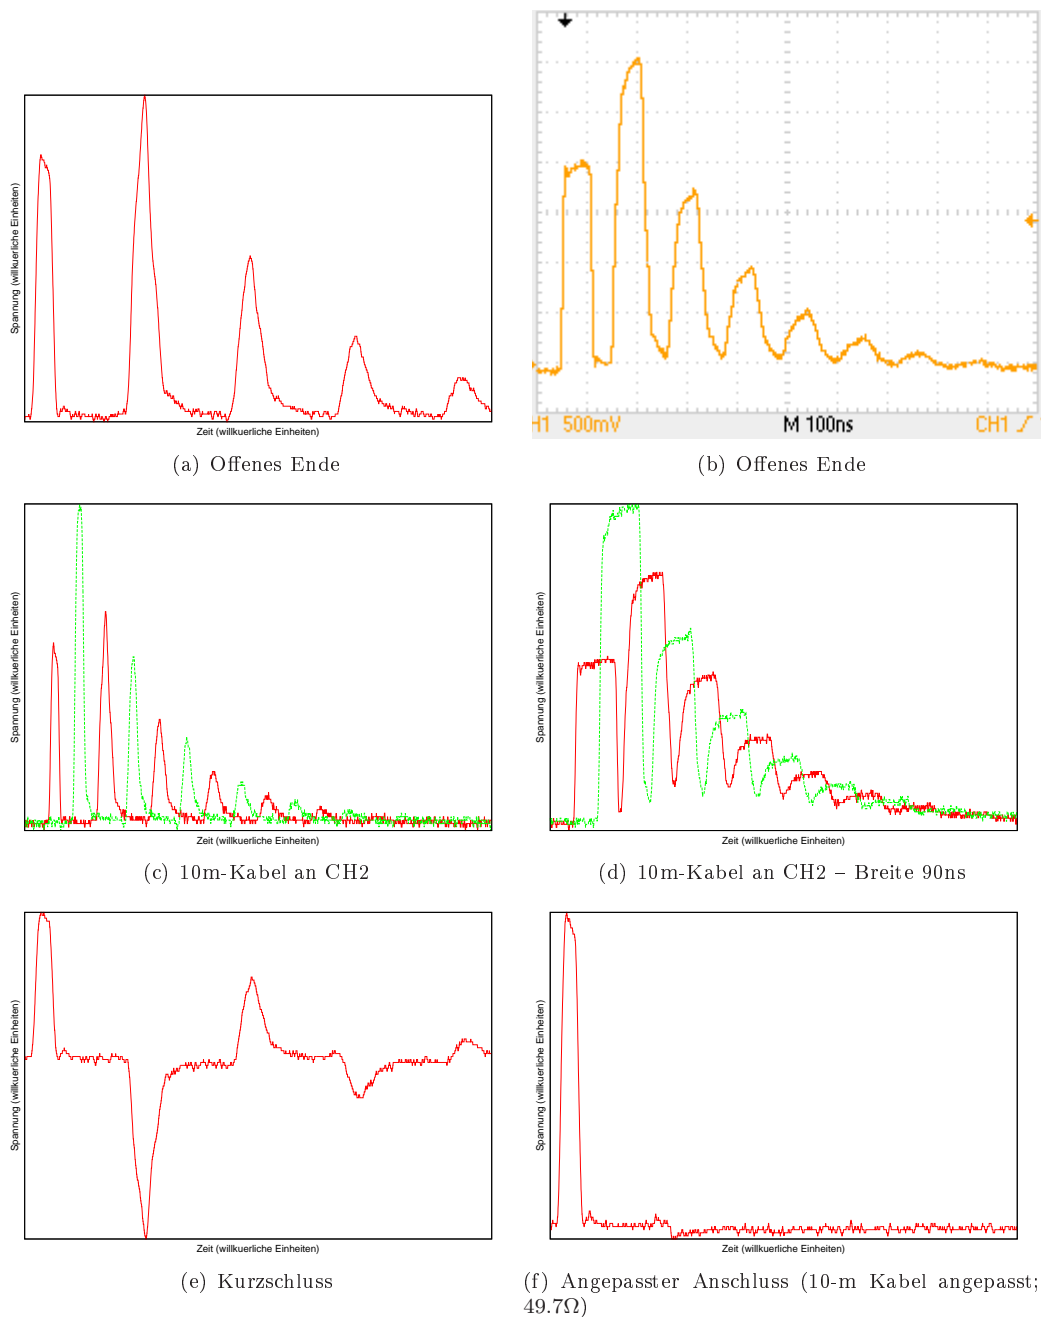 Spannung (willkuerliche Einheiten)
Zeit (willkuerliche Einheiten)
(a) Offenes Ende
H1 500mV M 100ns CH1
(b) Offenes Ende
Spannung (willkuerliche Einheiten)
Zeit (willkuerliche Einheiten)
(c) 10m-Kabel an CH2
Spannung (willkuerliche Einheiten)
Zeit (willkuerliche Einheiten)
(d) 10m-Kabel an CH2 – Breite 90ns
Spannung (willkuerliche Einheiten)
Zeit (willkuerliche Einheiten)
(e) Kurzschluss
Spannung (willkuerliche Einheiten)
Zeit (willkuerliche Einheiten)
(f) Angepasster Anschluss (10-m Kabel angepasst;
49.7Ω)